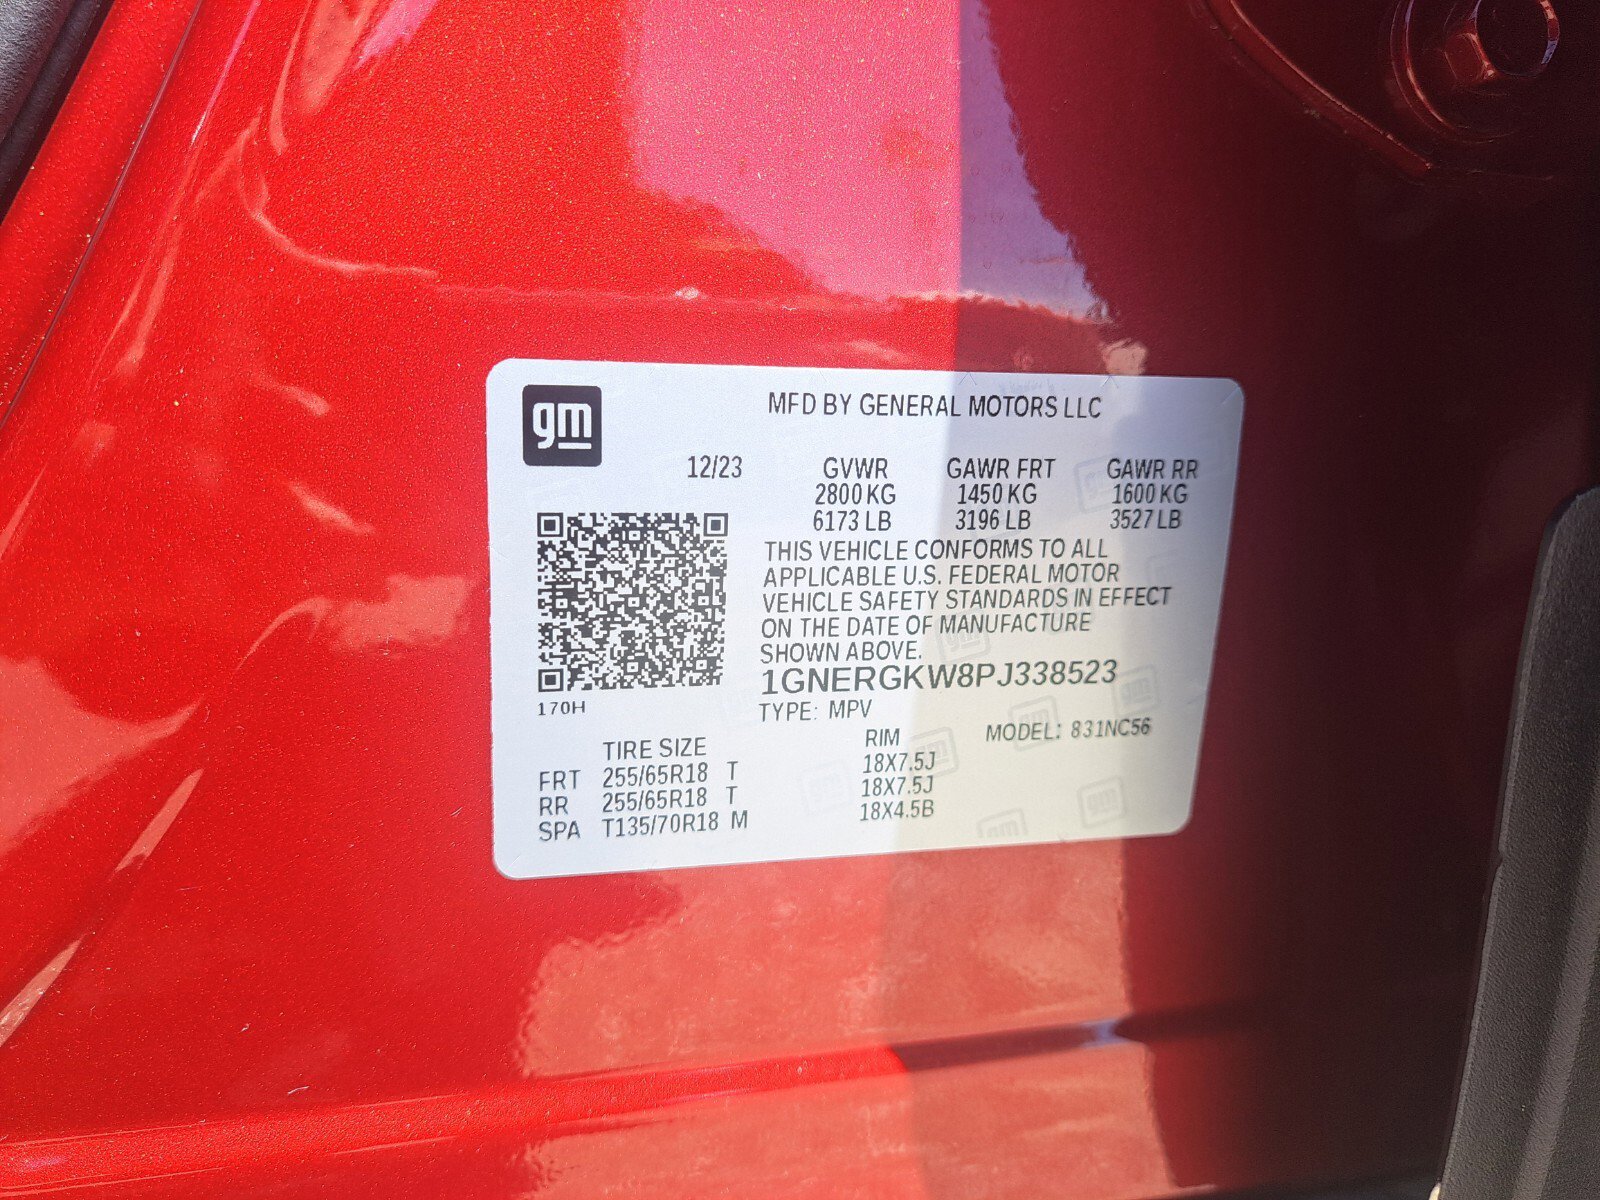 gm
MFD BY GENERAL MOTORS LLC
12/23 GVWR GAWR FRT GAWR RR
2800 KG 1450 KG 1600 KG
6173 LB 3196 LB 3527 LB
THIS VEHICLE CONFORMS TO ALL
APPLICABLE U.S. FEDERAL MOTOR
VEHICLE SAFETY STANDARDS IN EFFECT
ON THE DATE OF MANUFACTURE
SHOWN ABOVE.
1GNERGKW8PJ338523
170H
TYPE: MPV
MODEL: 831NC56
TIRE SIZE RIM
FRT 255/65R18 T 18X7.5J
RR 255/65R18 T 18X7.5J
SPA T135/70R18 M 18X4.5B